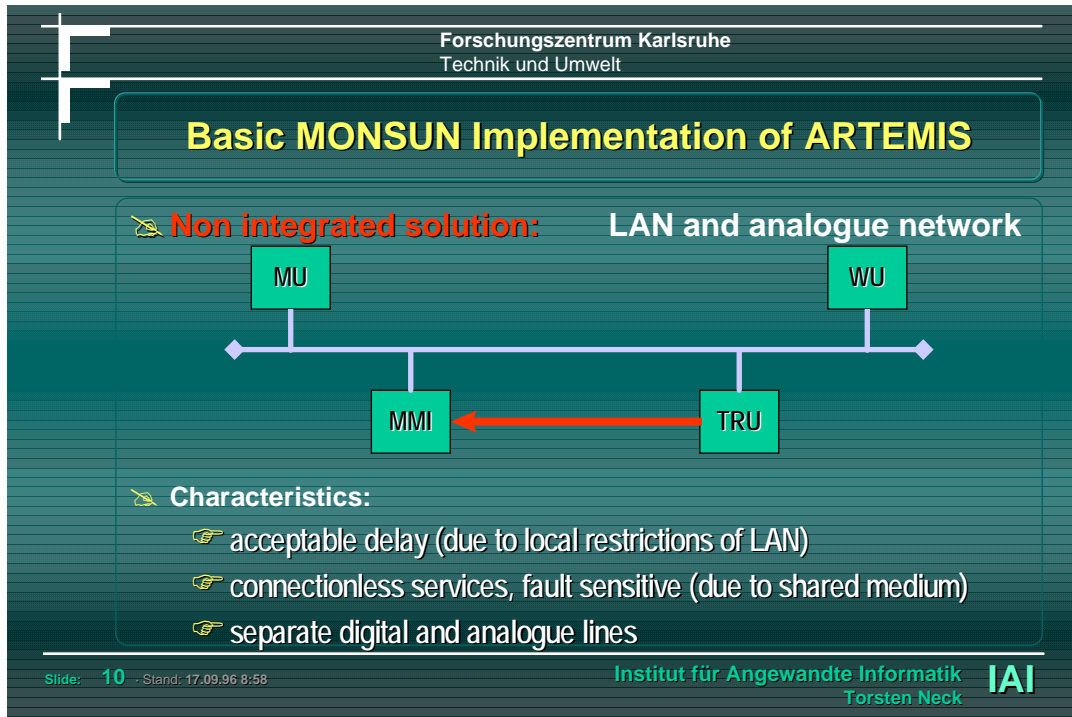 Forschungszentrum Karlsruhe
Technik und Umwelt
Basic MONSUN Implementation of ARTEMIS
Non integrated solution: LAN and analogue network
MU WU
MMI TRU
Characteristics:
acceptable delay (due to local restrictions of LAN)
connectionless services, fault sensitive (due to shared medium)
separate digital and analogue lines
Slide: 10 - Stand: 17.09.96 8:58
Institut für Angewandte Informatik
Torsten Neck
IAI